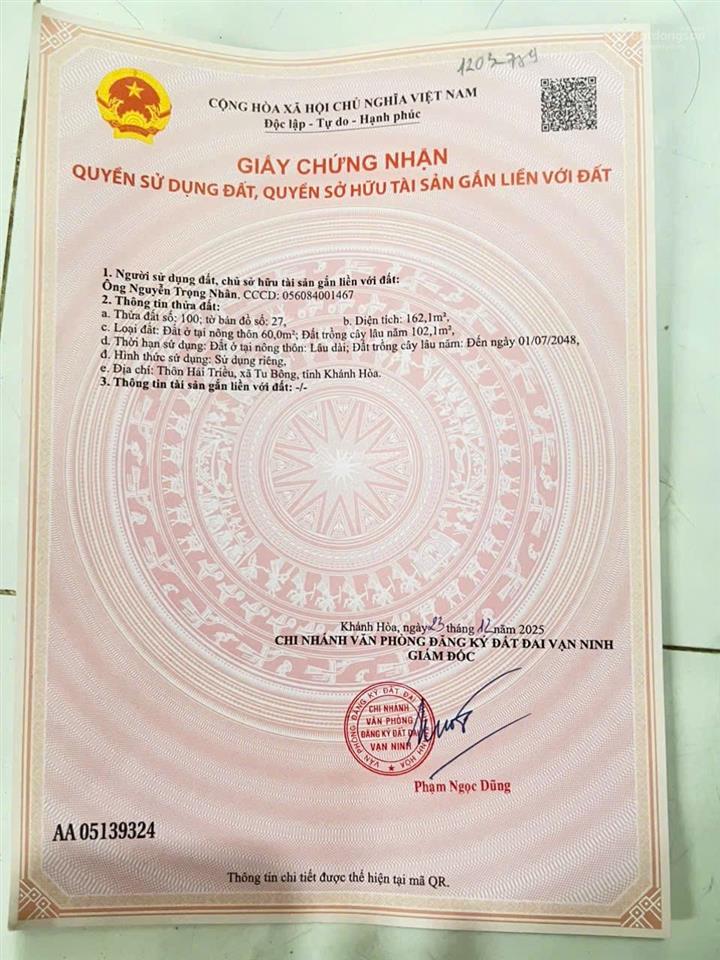 1203-789
CỘNG HÒA XÃ HỘI CHỦ NGHĨA VIỆT NAM
Độc lập - Tự do - Hạnh phúc
GIẤY CHỨNG NHẬN
QUYỀN SỬ DỤNG ĐẤT, QUYỀN SỞ HỮU TÀI SẢN GẮN LIỀN VỚI ĐẤT
1. Người sử dụng đất, chủ sở hữu tài sản gắn liền với đất:
Ông Nguyễn Trọng Nhân, CCCD: 056084001467
2. Thông tin thửa đất:
a. Thửa đất số: 100; tờ bản đồ số: 27, b. Diện tích: 162,1m²,
c. Loại đất: Đất ở tại nông thôn 60,0m²; Đất trồng cây lâu năm 102,1m²,
d. Thời hạn sử dụng: Đất ở tại nông thôn: Lâu dài; Đất trồng cây lâu năm: Đến ngày 01/07/2048,
đ. Hình thức sử dụng: Sử dụng riêng,
e. Địa chỉ: Thôn Hải Triều, xã Tu Bông, tỉnh Khánh Hòa.
3. Thông tin tài sản gắn liền với đất: -/-
Khánh Hòa, ngày 23 tháng 12 năm 2025
CHI NHÁNH VĂN PHÒNG ĐĂNG KÝ ĐẤT ĐAI VẠN NINH
GIÁM ĐỐC
VĂN PHÒNG ĐĂNG KÝ ĐẤT ĐAI
CHI NHÁNH
VĂN PHÒNG
ĐĂNG KÝ ĐẤT ĐAI
VẠN NINH
Phạm Ngọc Dũng
AA 05139324
Thông tin chi tiết được thể hiện tại mã QR.